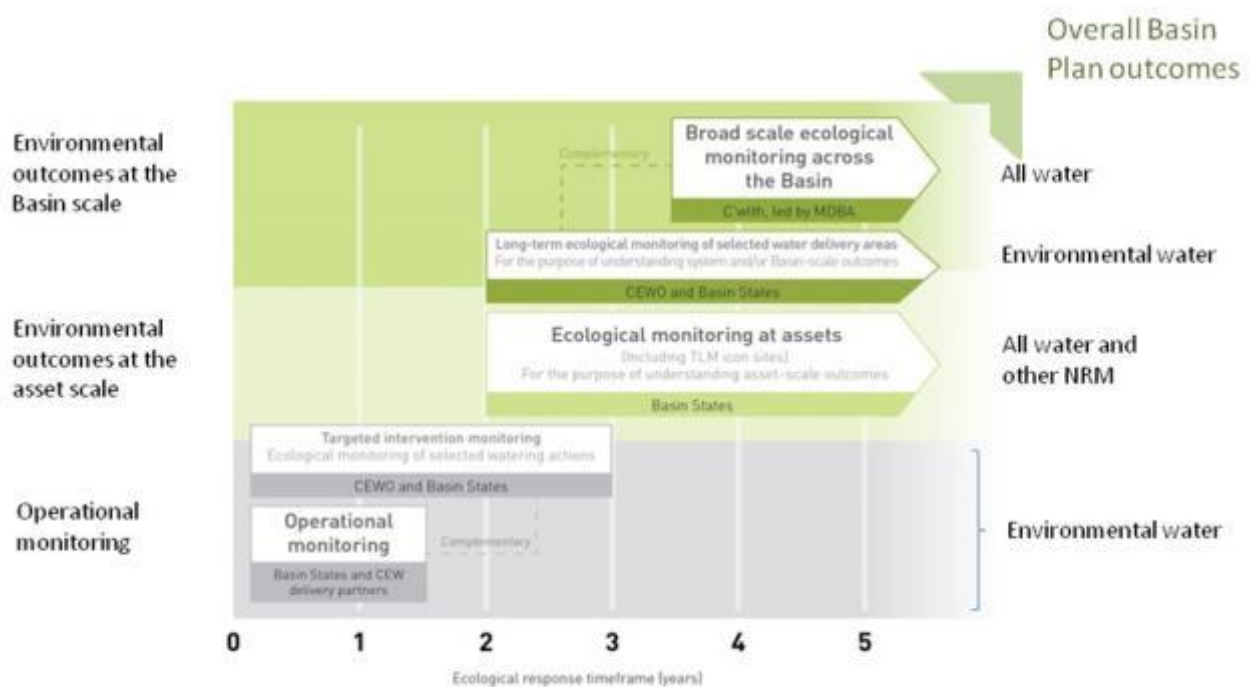 Overall Basin
Plan outcomes
Environmental
outcomes at the
Basin scale
Complementary
Broad scale ecological
monitoring across
the Basin
C'wlth, led by MDBA
All water
Long-term ecological monitoring of selected water delivery areas
For the purpose of understanding system and/or Basin-scale outcomes
CEWO and Basin States
Environmental water
Environmental
outcomes at the
asset scale
Ecological monitoring at assets
(including TLM icon sites)
For the purpose of understanding asset-scale outcomes
Basin States
All water and
other NRM
Targeted intervention monitoring
Ecological monitoring of selected watering actions
CEWO and Basin States
Operational
monitoring
Operational
monitoring
Complementary
Basin States and CEW
delivery partners
Environmental water
0 1 2 3 4 5
Ecological response timeframe (years)